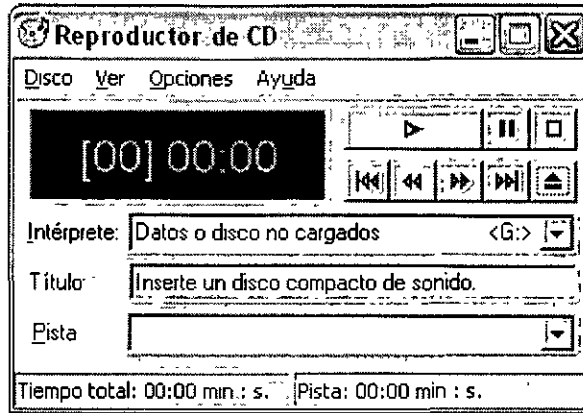 Reproductor de CD
Disco Ver Opciones Ayuda
[00] 00:00
Intérprete: Datos o disco no cargados <G:>
Título Inserte un disco compacto de sonido.
Pista
Tiempo total: 00:00 min.: s. Pista: 00:00 min : s.